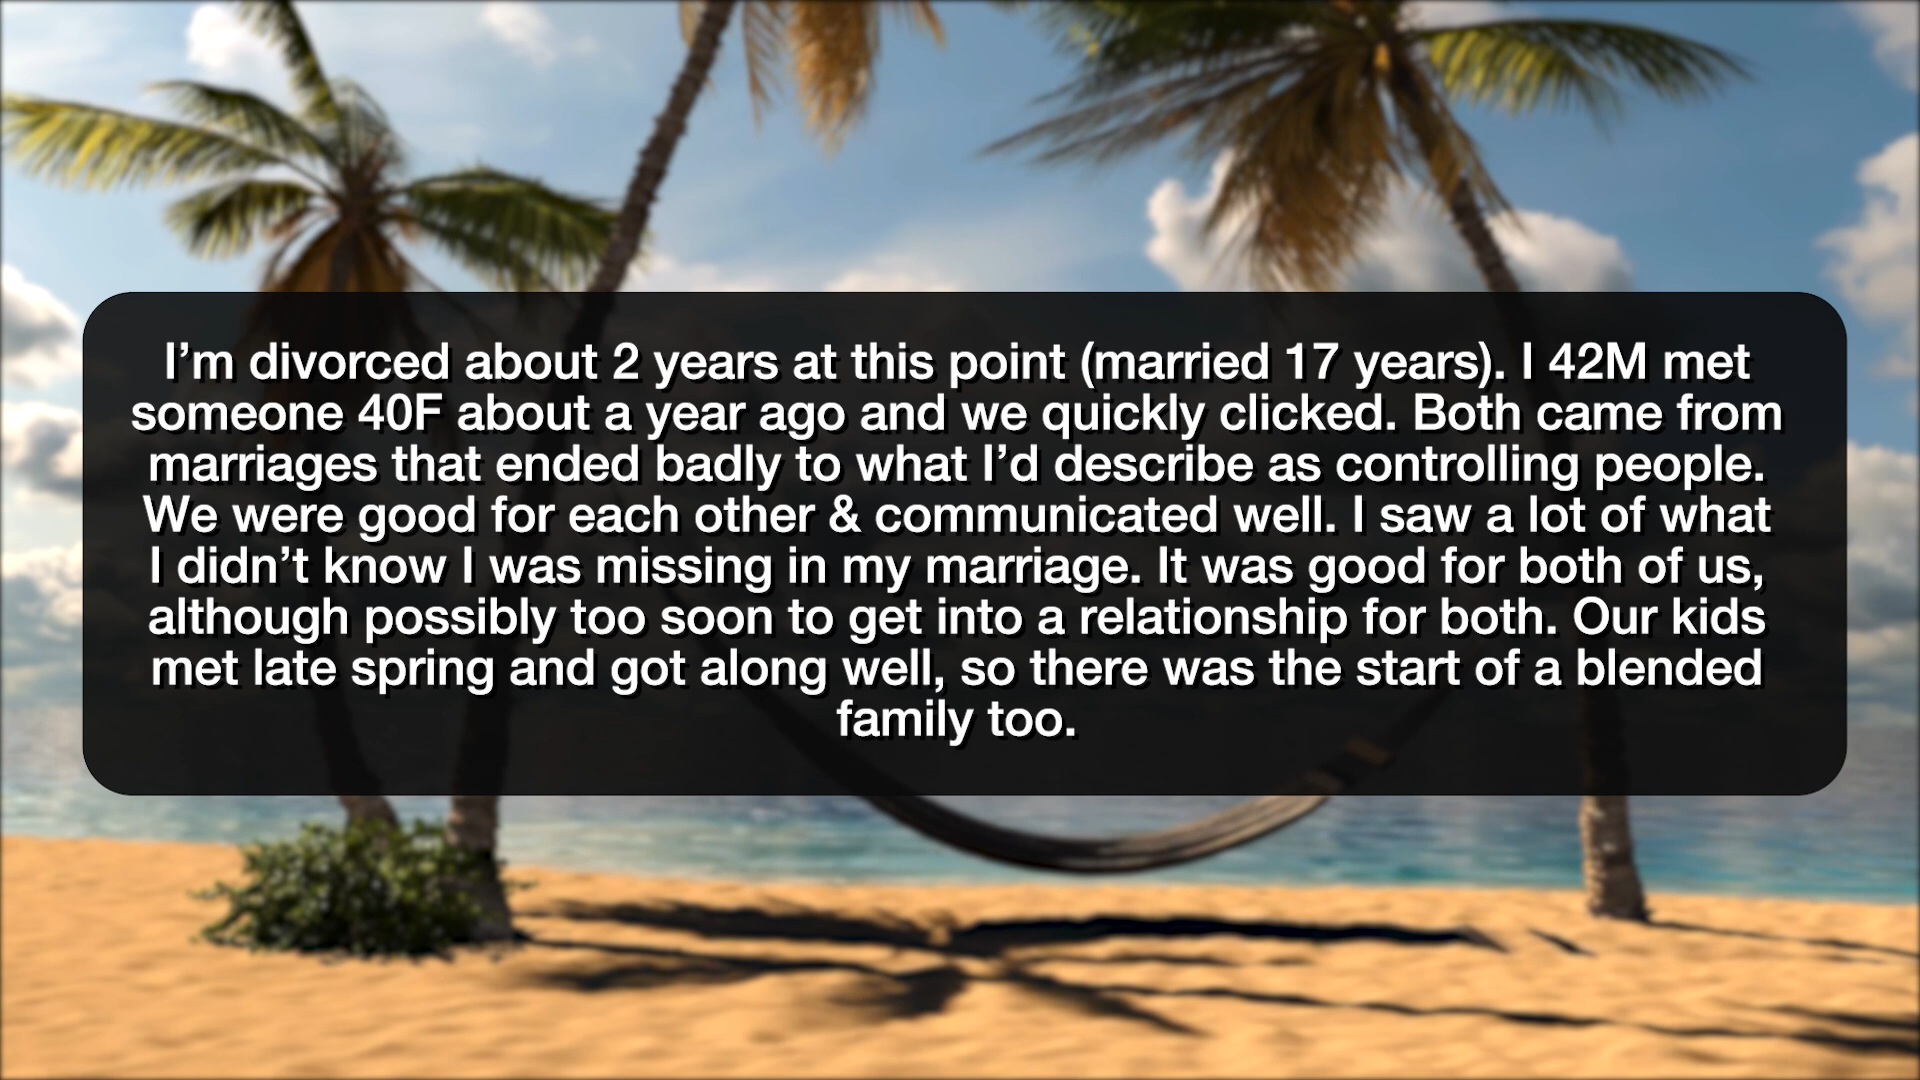 I’m divorced about 2 years at this point (married 17 years). I 42M met
someone 40F about a year ago and we quickly clicked. Both came from
marriages that ended badly to what I’d describe as controlling people.
We were good for each other & communicated well. I saw a lot of what
I didn’t know I was missing in my marriage. It was good for both of us,
although possibly too soon to get into a relationship for both. Our kids
met late spring and got along well, so there was the start of a blended
family too.